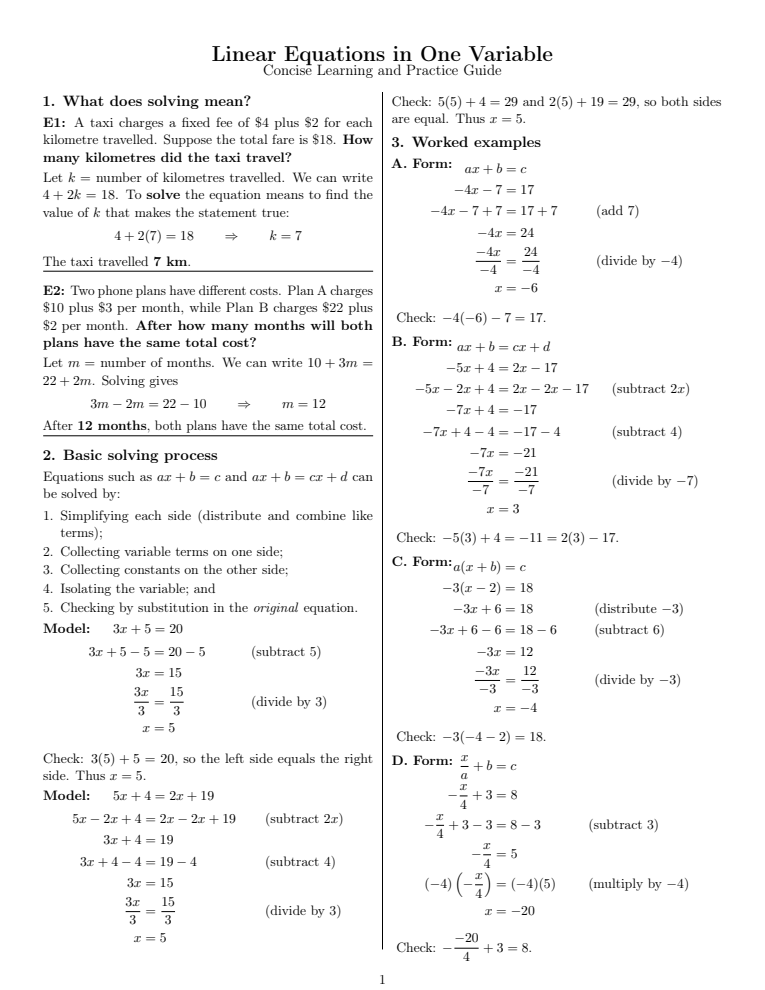 Linear Equations in One Variable
Concise Learning and Practice Guide
1. What does solving mean?
E1: A taxi charges a fixed fee of $4 plus $2 for each
kilometre travelled. Suppose the total fare is $18. How
many kilometres did the taxi travel?
Let k = number of kilometres travelled. We can write
4 + 2k = 18. To solve the equation means to find the
value of k that makes the statement true:
4 + 2(7) = 18 ⇒ k = 7
The taxi travelled 7 km.
E2: Two phone plans have different costs. Plan A charges
$10 plus $3 per month, while Plan B charges $22 plus
$2 per month. After how many months will both
plans have the same total cost?
Let m = number of months. We can write 10 + 3m =
22 + 2m. Solving gives
3m − 2m = 22 − 10 ⇒ m = 12
After 12 months, both plans have the same total cost.
2. Basic solving process
Equations such as ax + b = c and ax + b = cx + d can
be solved by:
1. Simplifying each side (distribute and combine like
terms);
2. Collecting variable terms on one side;
3. Collecting constants on the other side;
4. Isolating the variable; and
5. Checking by substitution in the original equation.
Model: 3x + 5 = 20
3x + 5 − 5 = 20 − 5 (subtract 5)
3x = 15
3x/3 = 15/3 (divide by 3)
x = 5
Check: 3(5) + 5 = 20, so the left side equals the right
side. Thus x = 5.
Model: 5x + 4 = 2x + 19
5x − 2x + 4 = 2x − 2x + 19 (subtract 2x)
3x + 4 = 19
3x + 4 − 4 = 19 − 4 (subtract 4)
3x = 15
3x/3 = 15/3 (divide by 3)
x = 5
Check: 5(5) + 4 = 29 and 2(5) + 19 = 29, so both sides
are equal. Thus x = 5.
3. Worked examples
A. Form: ax + b = c
−4x − 7 = 17
−4x − 7 + 7 = 17 + 7 (add 7)
−4x = 24
−4x/−4 = 24/−4 (divide by −4)
x = −6
Check: −4(−6) − 7 = 17.
B. Form: ax + b = cx + d
−5x + 4 = 2x − 17
−5x − 2x + 4 = 2x − 2x − 17 (subtract 2x)
−7x + 4 = −17
−7x + 4 − 4 = −17 − 4 (subtract 4)
−7x = −21
−7x/−7 = −21/−7 (divide by −7)
x = 3
Check: −5(3) + 4 = −11 = 2(3) − 17.
C. Form: a(x + b) = c
−3(x − 2) = 18
−3x + 6 = 18 (distribute −3)
−3x + 6 − 6 = 18 − 6 (subtract 6)
−3x = 12
−3x/−3 = 12/−3 (divide by −3)
x = −4
Check: −3(−4 − 2) = 18.
D. Form: x/a + b = c
−x/4 + 3 = 8
−x/4 + 3 − 3 = 8 − 3 (subtract 3)
−x/4 = 5
(−4)(−x/4) = (−4)(5) (multiply by −4)
x = −20
Check: −−20/4 + 3 = 8.
1